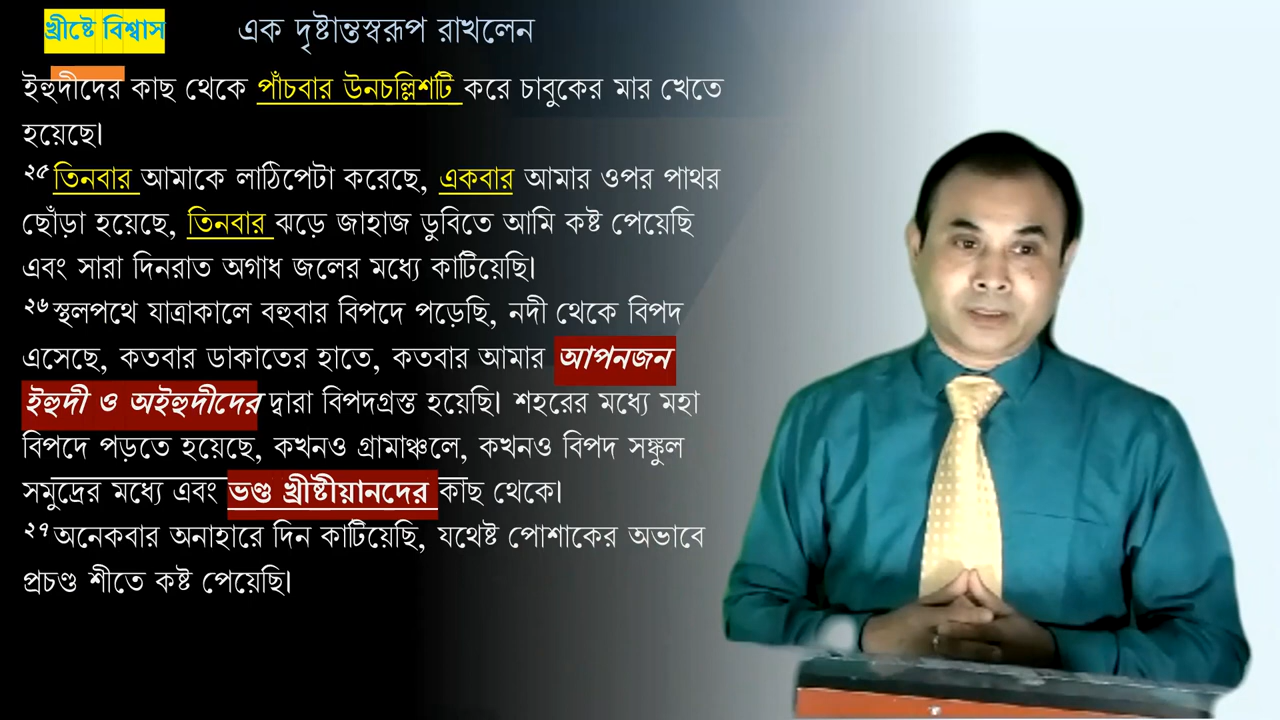 খ্রীষ্টে বিশ্বাস
এক দৃষ্টান্তস্বরূপ রাখলেন
ইহুদীদের কাছ থেকে পাঁচবার উনচল্লিশটি করে চাবুকের মার খেতে
হয়েছে।
২৫ তিনবার আমাকে লাঠিপেটা করেছে, একবার আমার ওপর পাথর
ছোঁড়া হয়েছে, তিনবার ঝড়ে জাহাজ ডুবিতে আমি কষ্ট পেয়েছি
এবং সারা দিনরাত অগাধ জলের মধ্যে কাটিয়েছি।
২৬ স্থলপথে যাত্রাকালে বহুবার বিপদে পড়েছি, নদী থেকে বিপদ
এসেছে, কতবার ডাকাতের হাতে, কতবার আমার আপনজন
ইহুদী ও অইহুদীদের দ্বারা বিপদগ্রস্ত হয়েছি। শহরের মধ্যে মহা
বিপদে পড়তে হয়েছে, কখনও গ্রামাঞ্চলে, কখনও বিপদ সঙ্কুল
সমুদ্রের মধ্যে এবং ভণ্ড খ্রীষ্টীয়ানদের কাছ থেকে।
২৭ অনেকবার অনাহারে দিন কাটিয়েছি, যথেষ্ট পোশাকের অভাবে
প্রচণ্ড শীতে কষ্ট পেয়েছি।